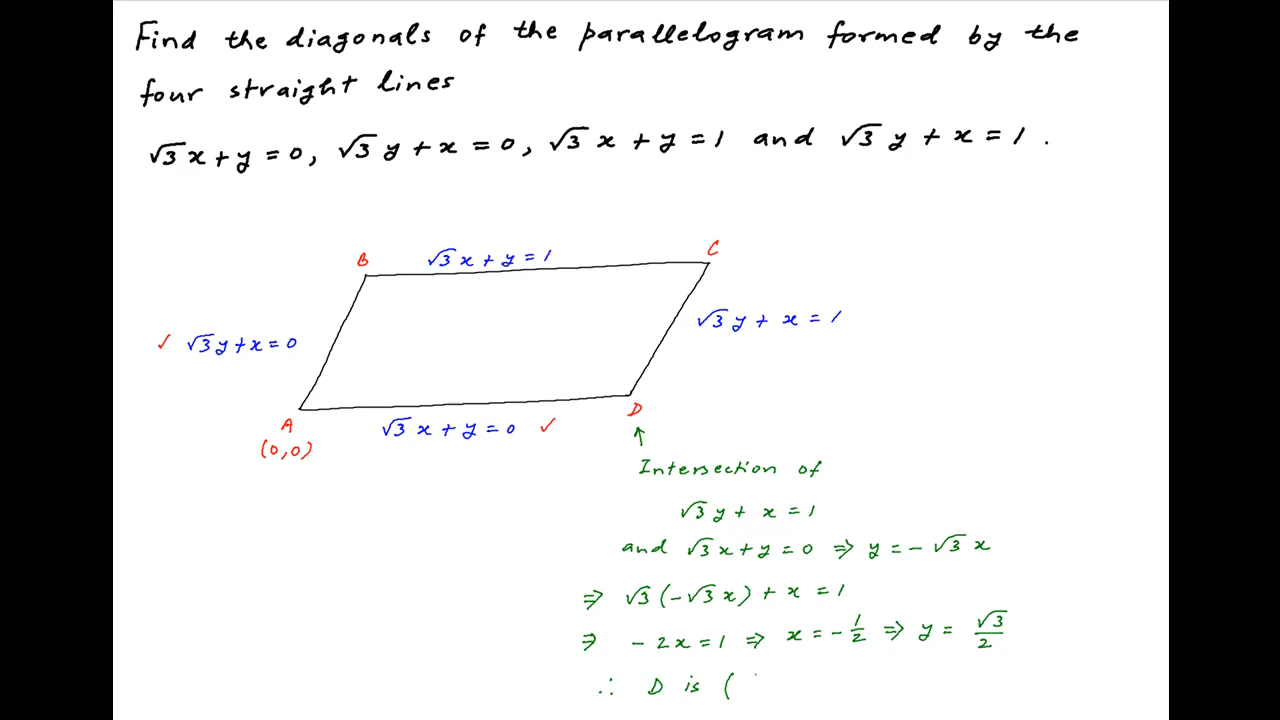 Find the diagonals of the parallelogram formed by the
four straight lines
√3 x + y = 0, √3 y + x = 0, √3 x + y = 1 and √3 y + x = 1 .
B
√3 x + y = 1
C
✓ √3 y + x = 0
√3 y + x = 1
A
(0,0)
√3 x + y = 0 ✓
D
↑
Intersection of
√3 y + x = 1
and √3 x + y = 0 ⇒ y = - √3 x
⇒ √3 (- √3 x) + x = 1
⇒ - 2x = 1 ⇒ x = - 1/2 ⇒ y = √3/2
∴ D is (